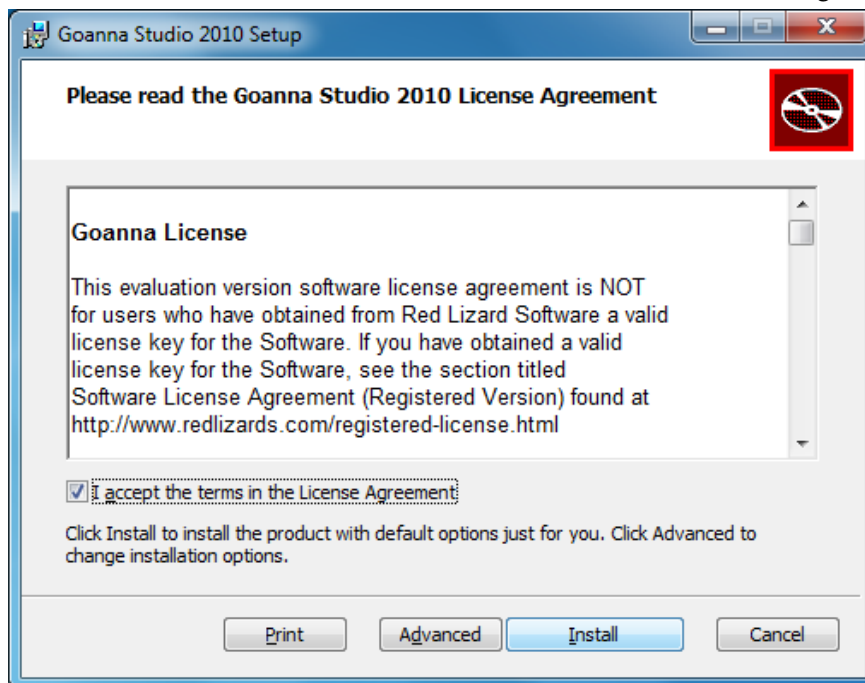 Goanna Studio 2010 Setup
Please read the Goanna Studio 2010 License Agreement
Goanna License
This evaluation version software license agreement is NOT
for users who have obtained from Red Lizard Software a valid
license key for the Software. If you have obtained a valid
license key for the Software, see the section titled
Software License Agreement (Registered Version) found at
http://www.redlizards.com/registered-license.html
I accept the terms in the License Agreement
Click Install to install the product with default options just for you. Click Advanced to
change installation options.
Print Advanced Install Cancel